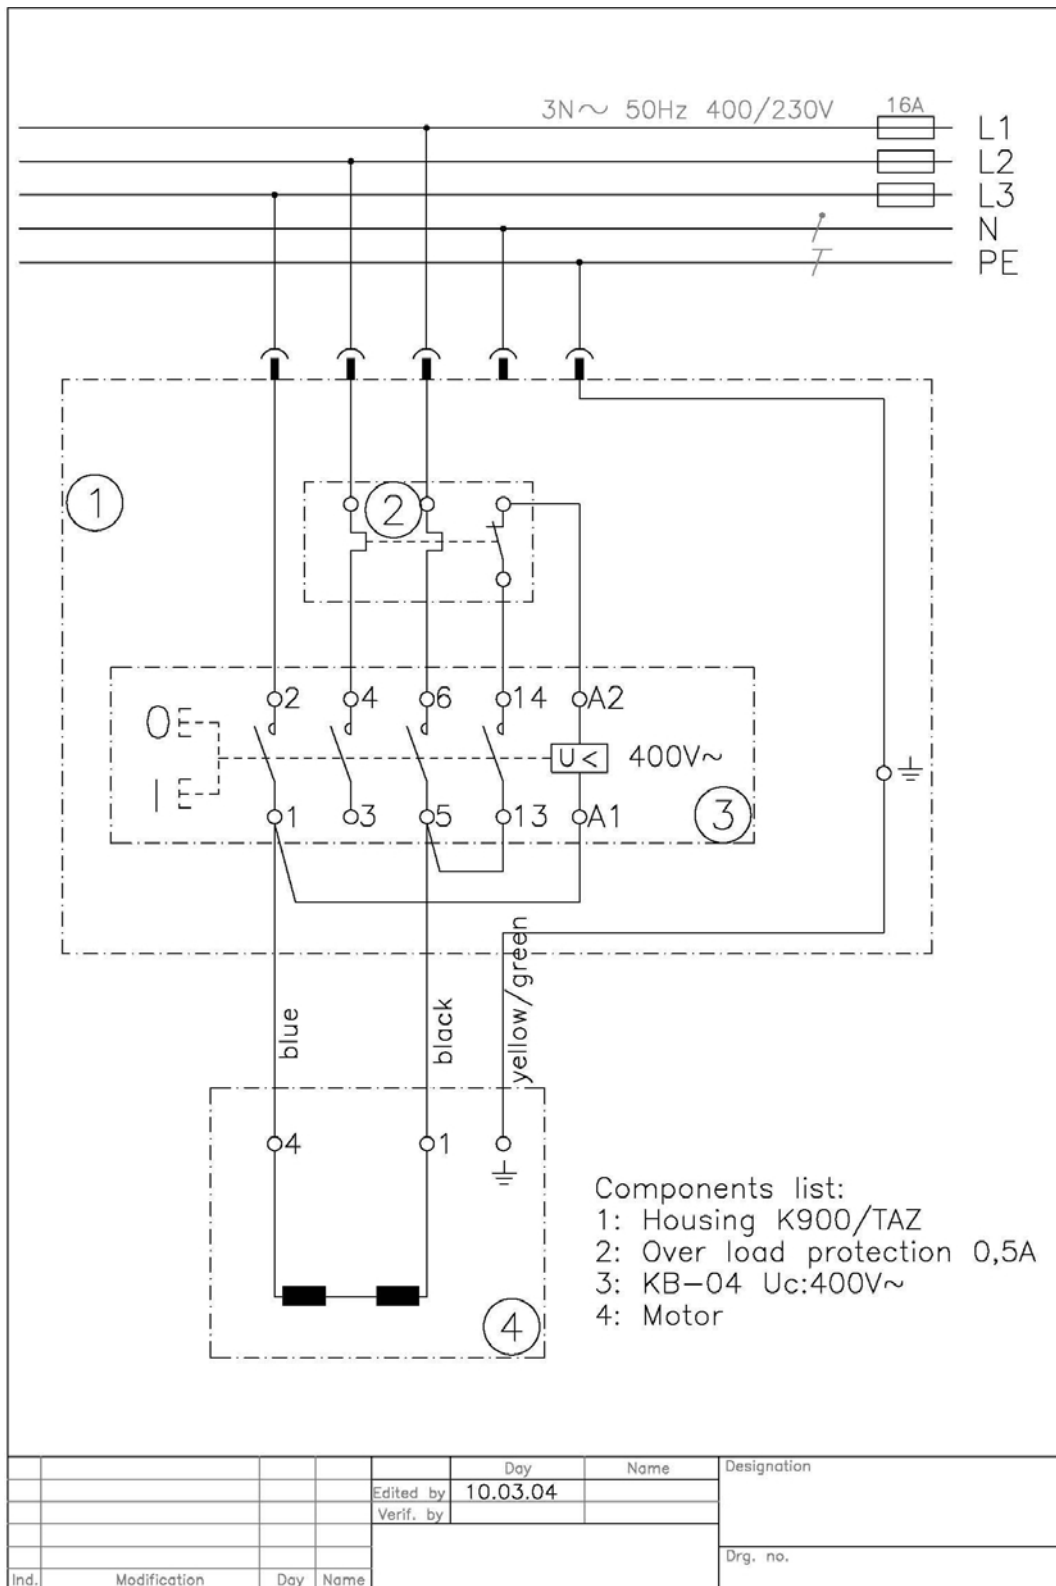 3N~ 50Hz 400/230V 16A
L1
L2
L3
N
PE
1
2
2 4 6 14 A2
O
U< 400V~
I
1 3 5 13 A1
3
blue
black
yellow/green
4 1
4
Components list:
1: Housing K900/TAZ
2: Over load protection 0,5A
3: KB-04 Uc:400V~
4: Motor
Day Name Designation
Edited by 10.03.04
Verif. by
Drg. no.
Ind. Modification Day Name